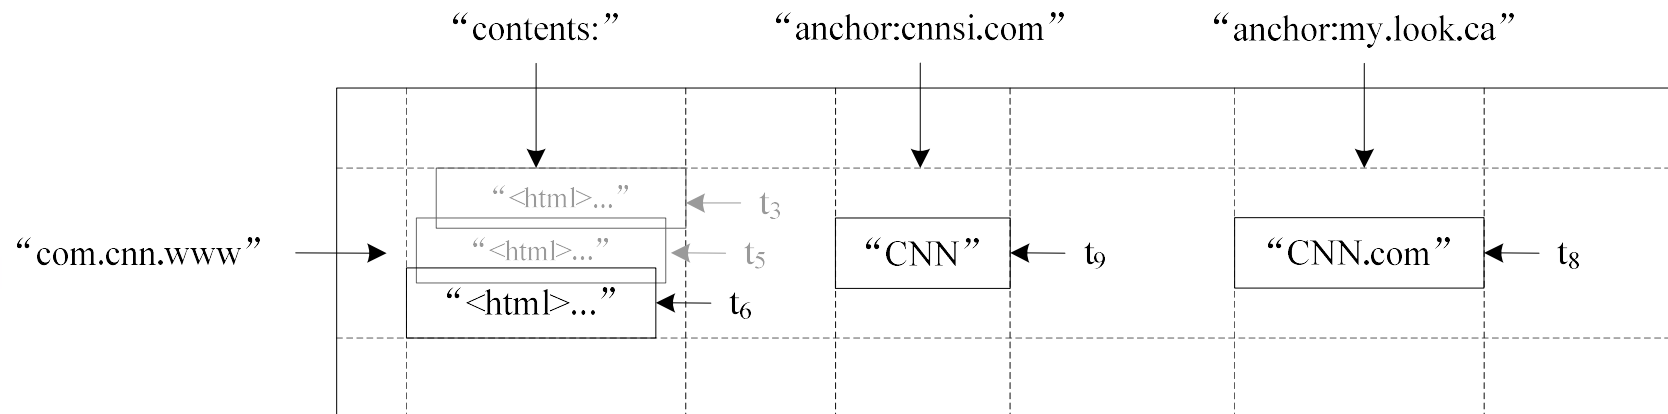 “contents:” “anchor:cnnsi.com” “anchor:my.look.ca”
“<html>...” t₃
“com.cnn.www” “<html>...” t₅ “CNN” t₉ “CNN.com” t₈
“<html>...” t₆